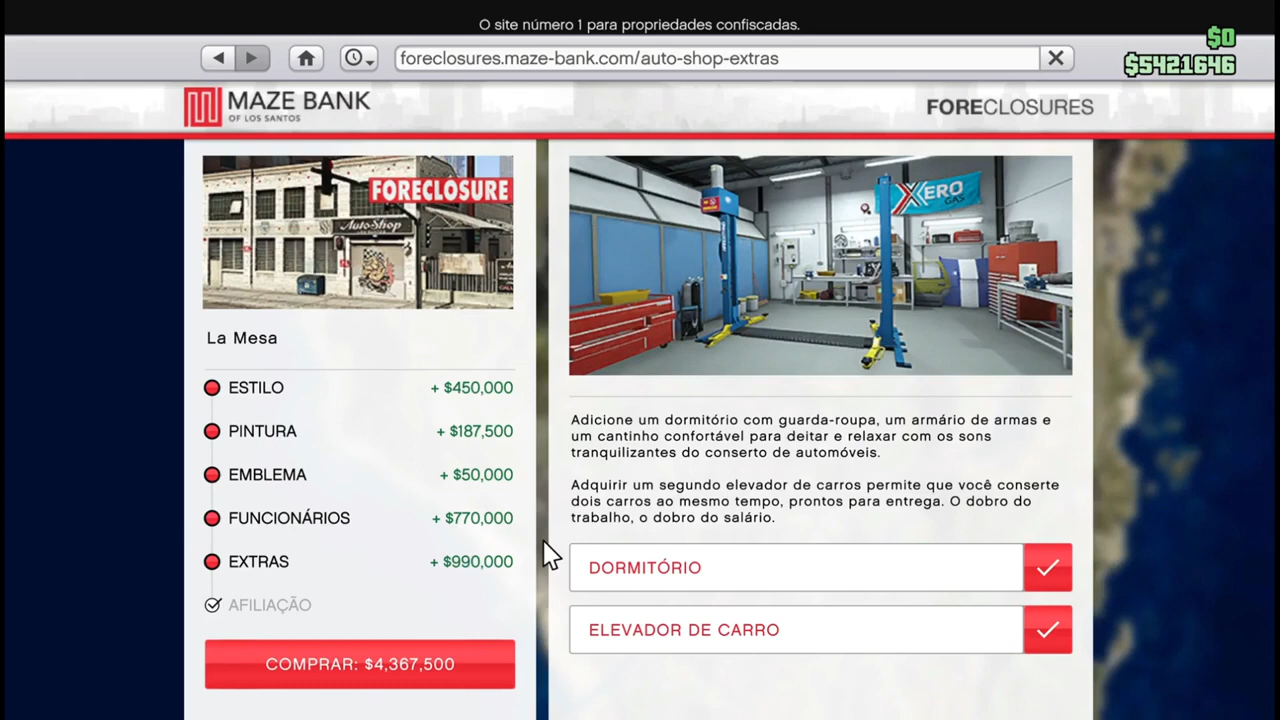 O site número 1 para propriedades confiscadas.
foreclosures.maze-bank.com/auto-shop-extras
$0
$5421646
MAZE BANK
OF LOS SANTOS
FORECLOSURES
FORECLOSURE
Auto Shop
XERO
GAS
La Mesa
ESTILO + $450,000
PINTURA + $187,500
EMBLEMA + $50,000
FUNCIONÁRIOS + $770,000
EXTRAS + $990,000
AFILIAÇÃO
COMPRAR: $4,367,500
Adicione um dormitório com guarda-roupa, um armário de armas e
um cantinho confortável para deitar e relaxar com os sons
tranquilizantes do conserto de automóveis.
Adquirir um segundo elevador de carros permite que você conserte
dois carros ao mesmo tempo, prontos para entrega. O dobro do
trabalho, o dobro do salário.
DORMITÓRIO
ELEVADOR DE CARRO